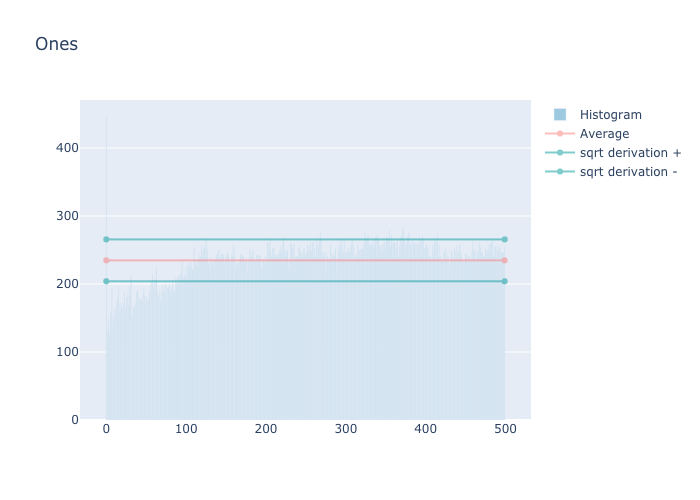 Ones
400
300
200
100
0
0 100 200 300 400 500
Histogram
Average
sqrt derivation +
sqrt derivation -